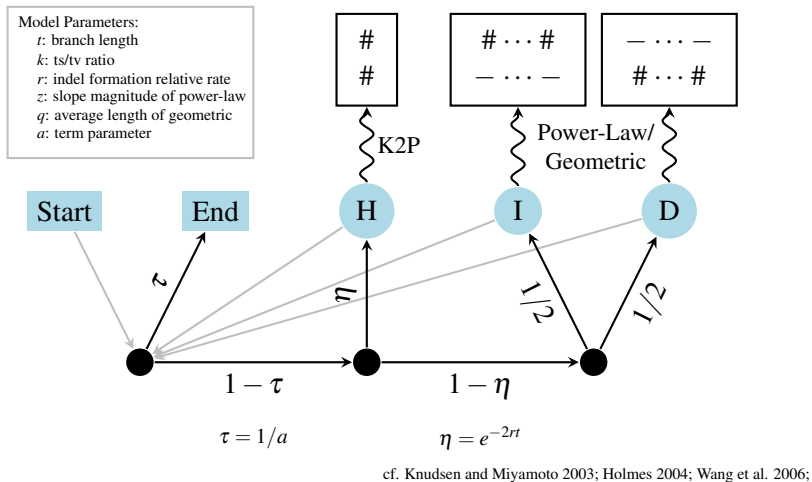 Model Parameters:
t: branch length
k: ts/tv ratio
r: indel formation relative rate
z: slope magnitude of power-law
q: average length of geometric
a: term parameter
#
#
# ⋯ #
− ⋯ −
− ⋯ −
# ⋯ #
K2P
Power-Law/
Geometric
Start
End
H
I
D
τ
η
1/2
1/2
1 − τ
1 − η
τ = 1/a
η = e^{−2rt}
cf. Knudsen and Miyamoto 2003; Holmes 2004; Wang et al. 2006;